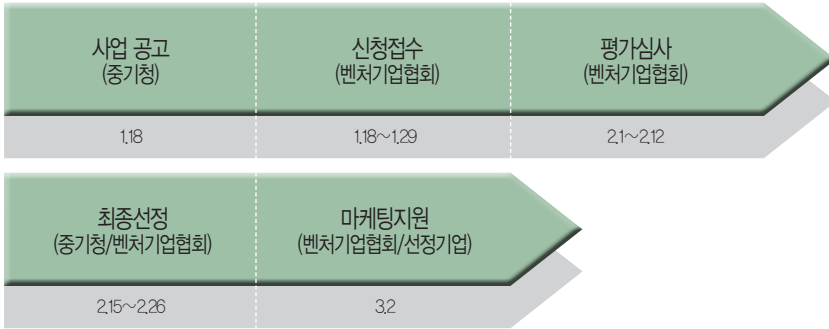 사업 공고
(중기청)
신청접수
(벤처기업협회)
평가심사
(벤처기업협회)
1.18
1.18~1.29
2.1~2.12
최종선정
(중기청/벤처기업협회)
마케팅지원
(벤처기업협회/선정기업)
2.15~2.26
3.2